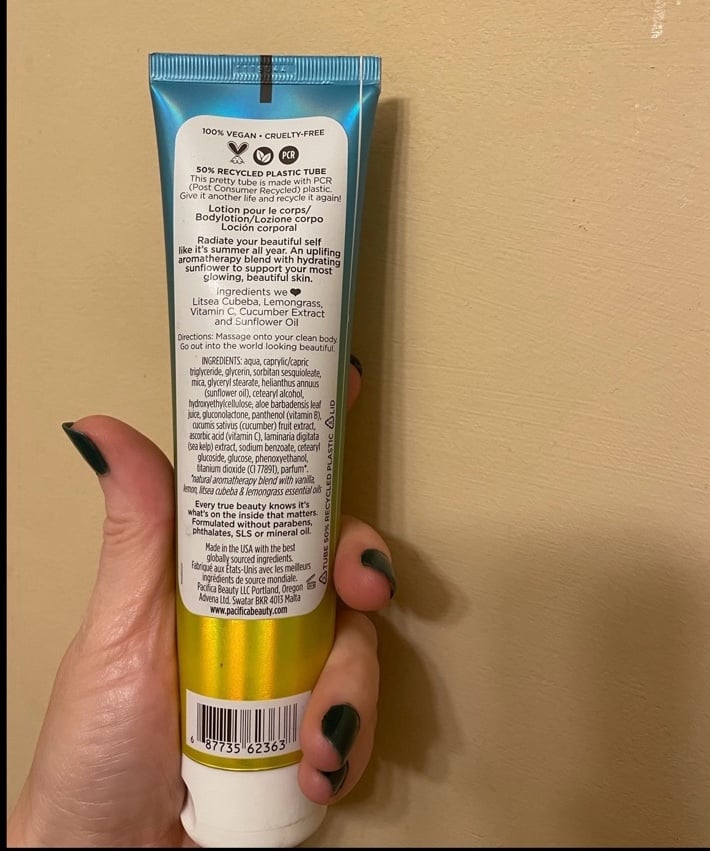 100% VEGAN • CRUELTY-FREE
PCR
50% RECYCLED PLASTIC TUBE
This pretty tube is made with PCR
(Post Consumer Recycled) plastic.
Give it another life and recycle it again!
Lotion pour le corps/
Bodylotion/Lozione corpo
Loción corporal
Radiate your beautiful self
like it's summer all year. An uplifing
aromatherapy blend with hydrating
sunflower to support your most
glowing, beautiful skin.
Ingredients we ❤
Litsea Cubeba, Lemongrass,
Vitamin C, Cucumber Extract
and Sunflower Oil
Directions: Massage onto your clean body.
Go out into the world looking beautiful.
INGREDIENTS: aqua, caprylic/capric
triglyceride, glycerin, sorbitan sesquioleate,
mica, glyceryl stearate, helianthus annuus
(sunflower oil), cetearyl alcohol,
hydroxyethylcellulose, aloe barbadensis leaf
juice, gluconolactone, panthenol (vitamin B),
cucumis sativus (cucumber) fruit extract,
ascorbic acid (vitamin C), laminaria digitata
(sea kelp) extract, sodium benzoate, cetearyl
glucoside, glucose, phenoxyethanol,
titanium dioxide (CI 77891), parfum*.
*natural aromatherapy blend with vanilla,
lemon, litsea cubeba & lemongrass essential oils
Every true beauty knows it's
what's on the inside that matters.
Formulated without parabens,
phthalates, SLS or mineral oil.
Made in the USA with the best
globally sourced ingredients.
Fabriqué aux États-Unis avec les meilleurs
ingrédients de source mondiale.
Pacifica Beauty LLC Portland, Oregon
Advena Ltd. Swatar BKR 4013 Malta
www.pacificabeauty.com
TUBE 50% RECYCLED PLASTIC LID
6 87735 62363